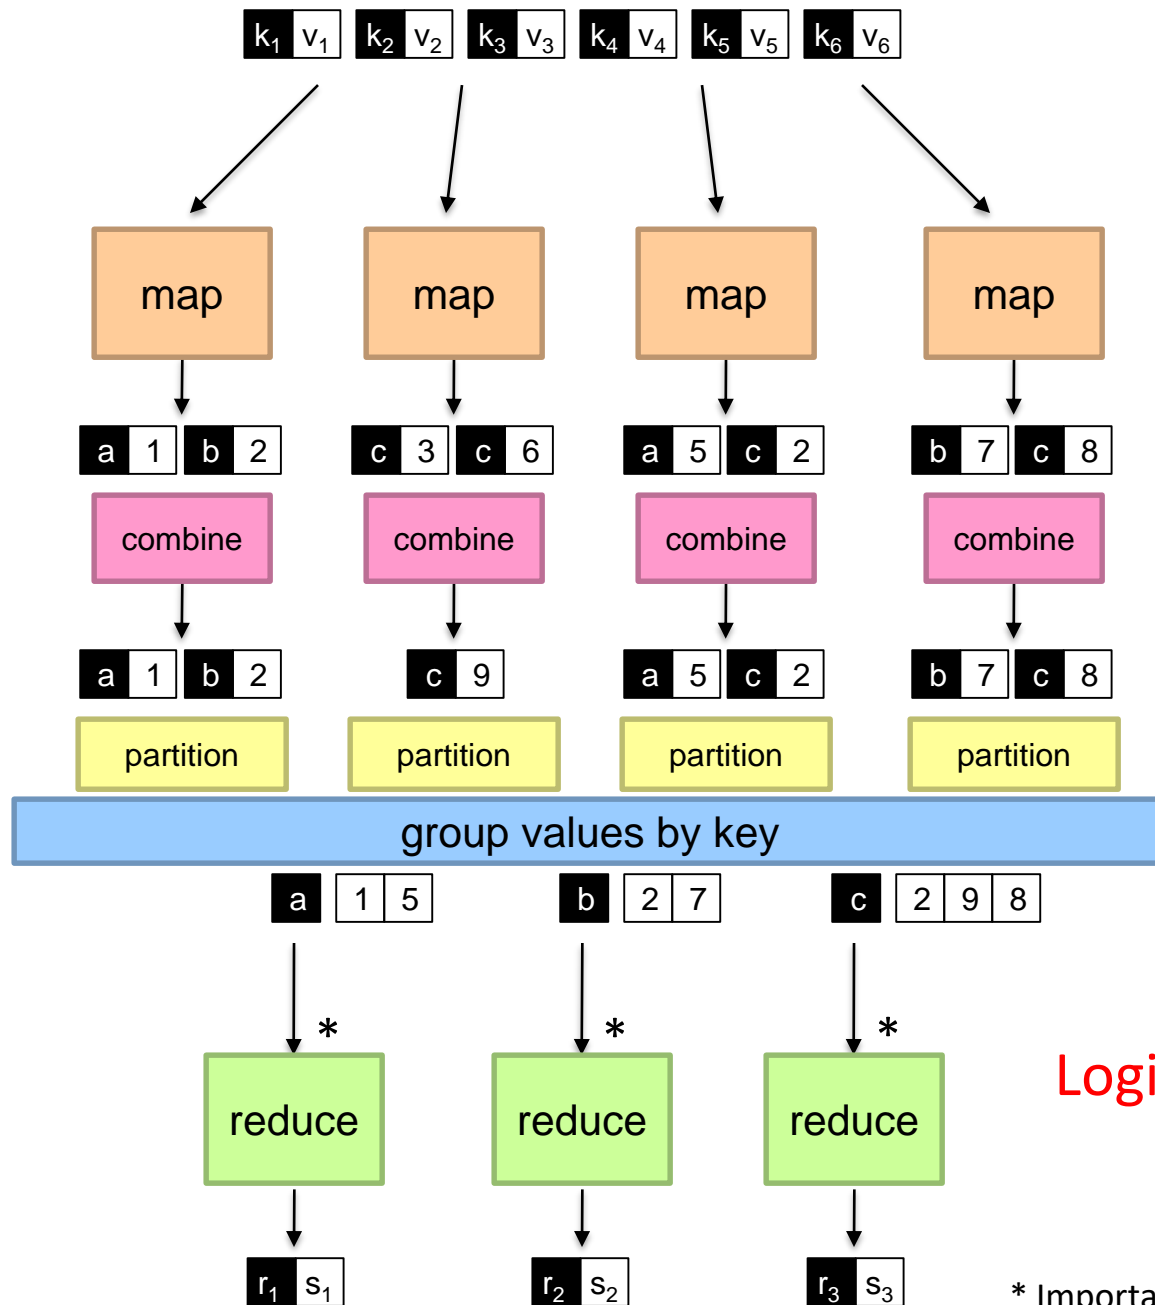 k₁ v₁ k₂ v₂ k₃ v₃ k₄ v₄ k₅ v₅ k₆ v₆
map map map map
a 1 b 2 c 3 c 6 a 5 c 2 b 7 c 8
combine combine combine combine
a 1 b 2 c 9 a 5 c 2 b 7 c 8
partition partition partition partition
group values by key
a 1 5 b 2 7 c 2 9 8
* * *
reduce reduce reduce
Logi
r₁ s₁ r₂ s₂ r₃ s₃
* Importa